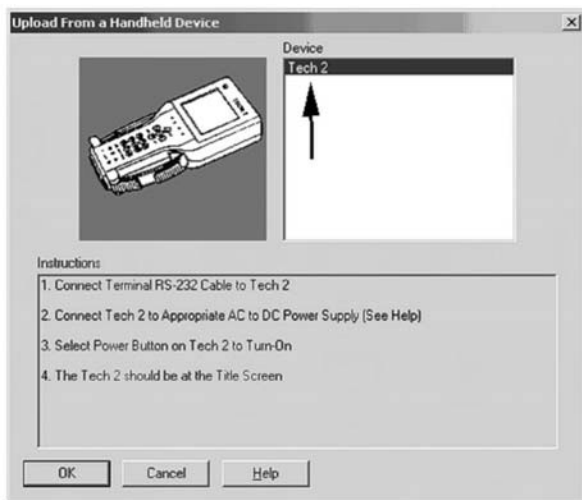 Upload From a Handheld Device
Device
Tech 2
Instructions
1. Connect Terminal RS-232 Cable to Tech 2
2. Connect Tech 2 to Appropriate AC to DC Power Supply (See Help)
3. Select Power Button on Tech 2 to Turn-On
4. The Tech 2 should be at the Title Screen
OK
Cancel
Help